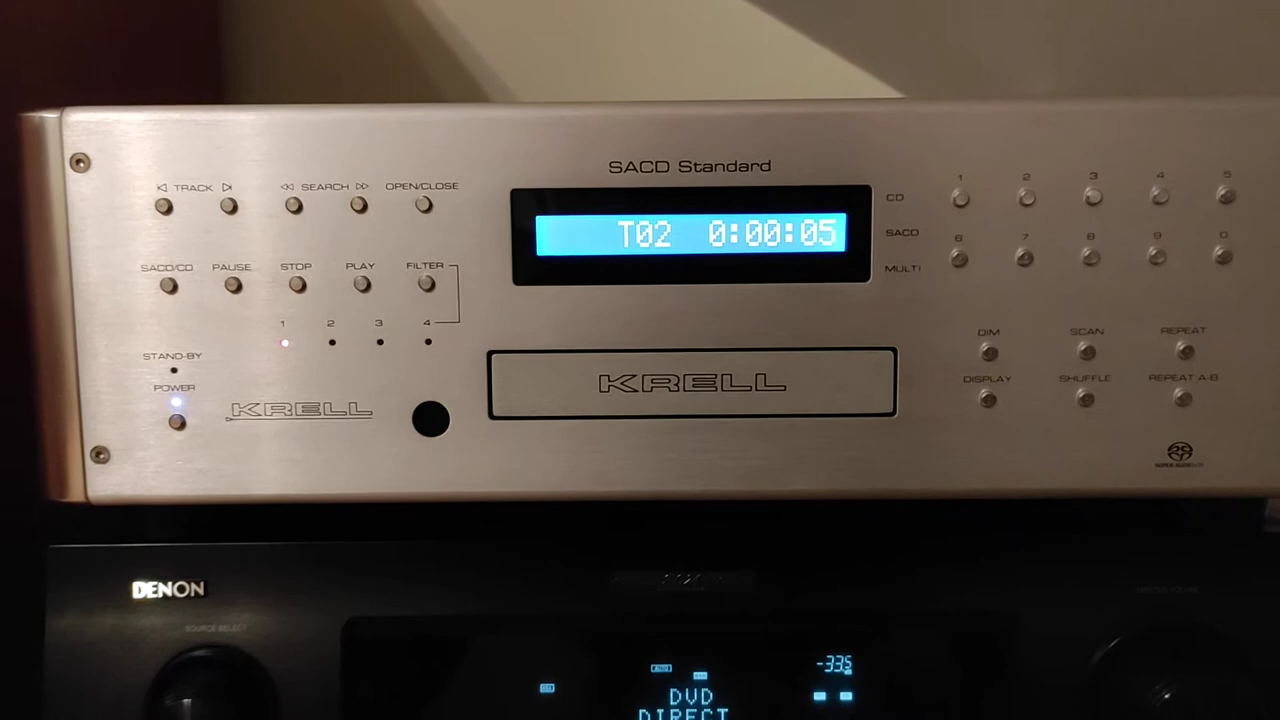 SACD Standard
TRACK SEARCH OPEN/CLOSE
T02 0:00:05
CD
SACD
MULTI
1 2 3 4 5
6 7 8 9 0
SACD/CD PAUSE STOP PLAY FILTER
1 2 3 4
STAND-BY
POWER
KRELL
KRELL
DIM SCAN REPEAT
DISPLAY SHUFFLE REPEAT A-B
SUPER AUDIO CD
DENON
SOURCE SELECT
MASTER VOLUME
-33.5
DVD
DIRECT